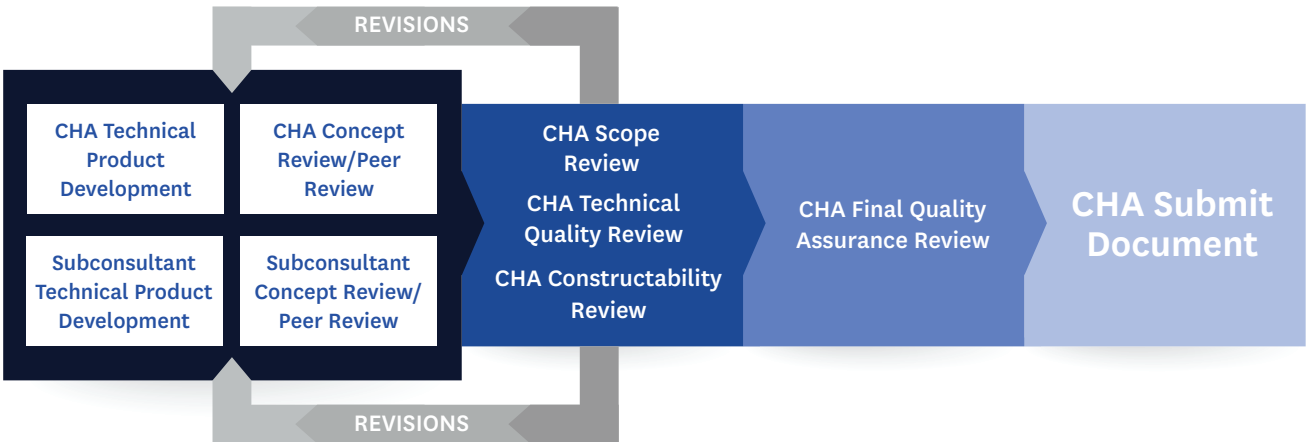 REVISIONS
CHA Technical
Product
Development
CHA Concept
Review/Peer
Review
Subconsultant
Technical Product
Development
Subconsultant
Concept Review/
Peer Review
CHA Scope
Review
CHA Technical
Quality Review
CHA Constructability
Review
CHA Final Quality
Assurance Review
CHA Submit
Document
REVISIONS